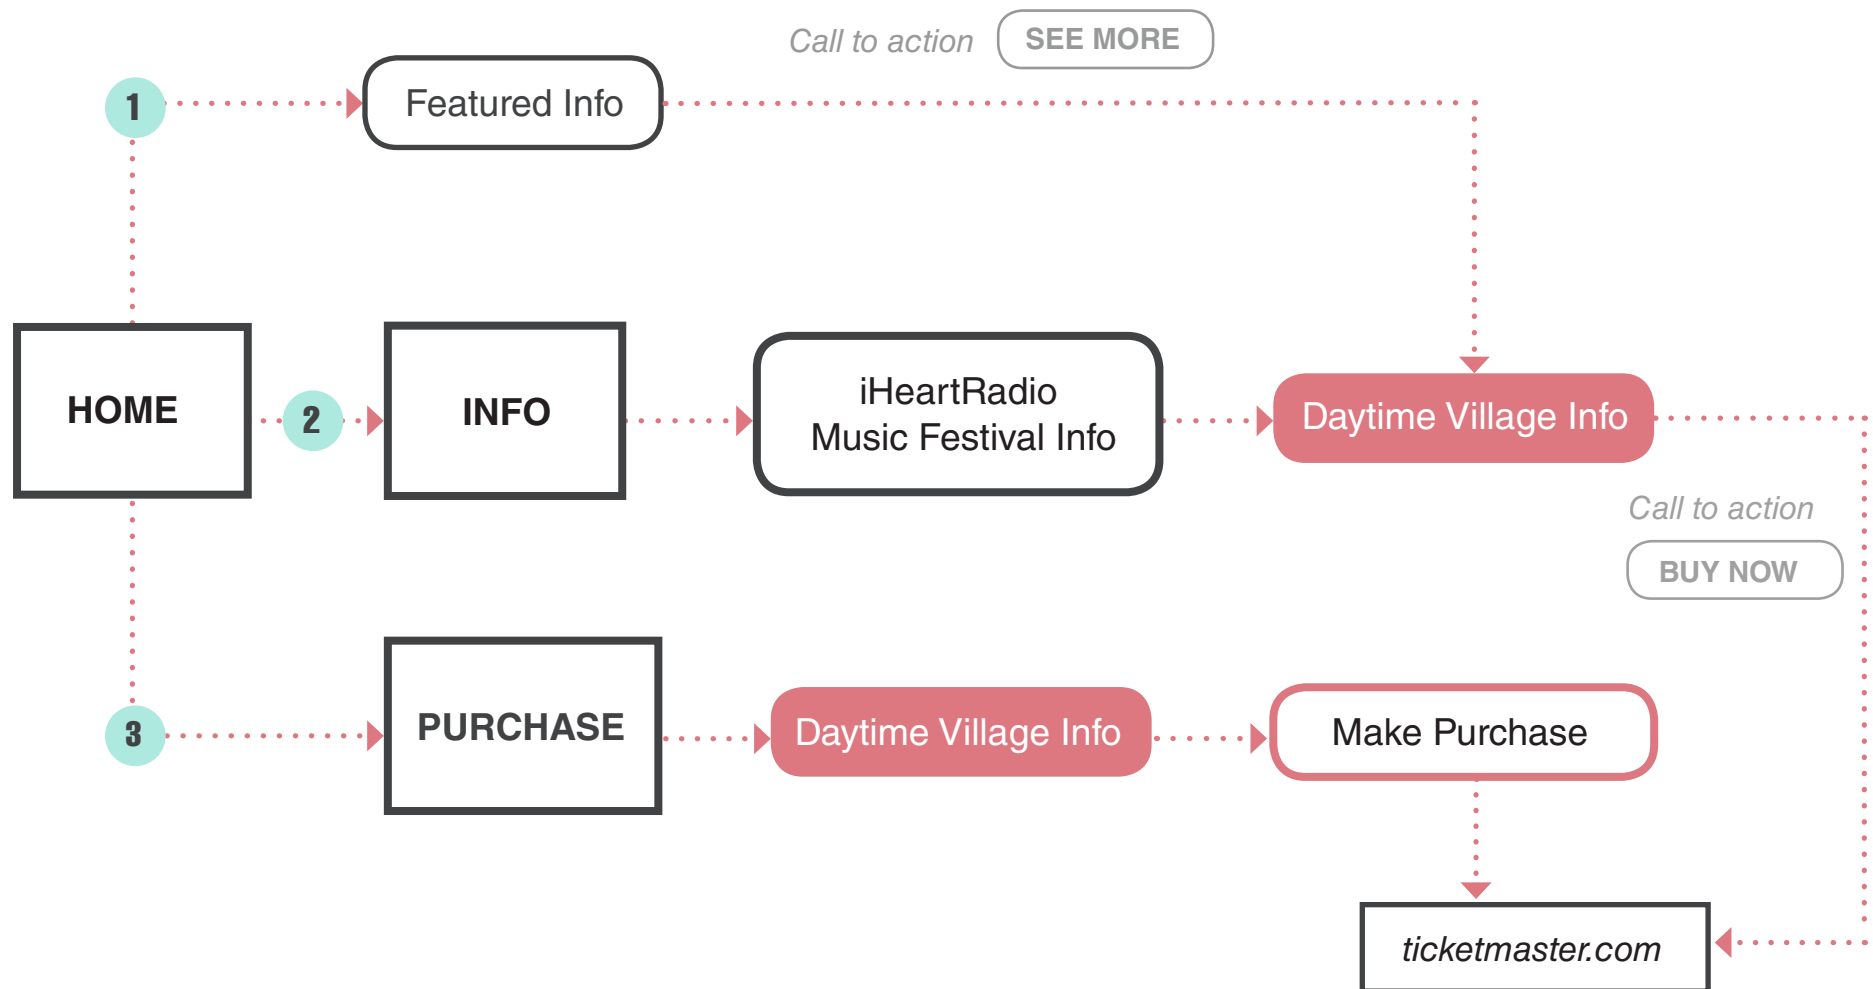 Call to action
SEE MORE
1
Featured Info
HOME
2
INFO
iHeartRadio
Music Festival Info
Daytime Village Info
Call to action
BUY NOW
3
PURCHASE
Daytime Village Info
Make Purchase
ticketmaster.com